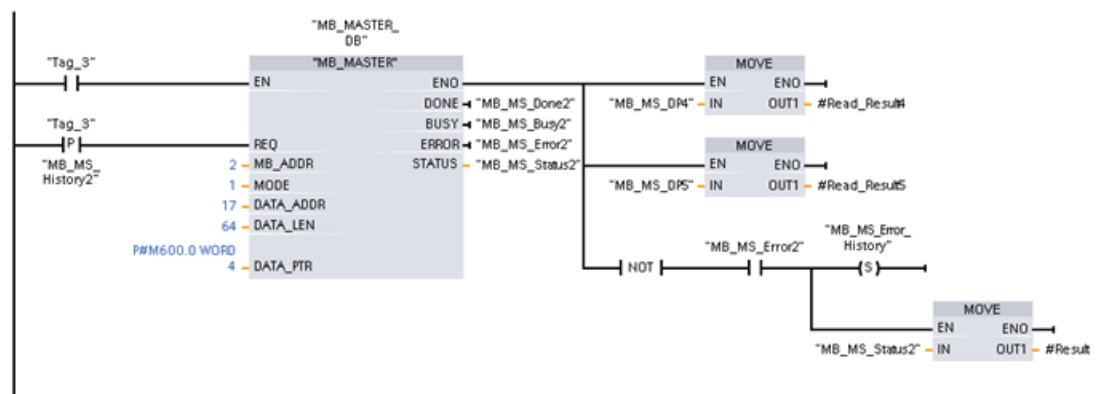 "MB_MASTER_
DB"
"Tag_3"
"MB_MASTER"
MOVE
EN
ENO
EN
ENO
DONE
"MB_MS_Done2"
"MB_MS_DP4"
IN
OUT1
#Read_Result4
"Tag_3"
BUSY
"MB_MS_Busy2"
P
REQ
ERROR
"MB_MS_Error2"
MOVE
"MB_MS_
History2"
2
MB_ADDR
STATUS
"MB_MS_Status2"
EN
ENO
1
MODE
"MB_MS_DP5"
IN
OUT1
#Read_Result5
17
DATA_ADDR
64
DATA_LEN
"MB_MS_Error_
History"
"MB_MS_Error2"
P#M600.0 WORD
4
DATA_PTR
NOT
S
MOVE
EN
ENO
"MB_MS_Status2"
IN
OUT1
#Result